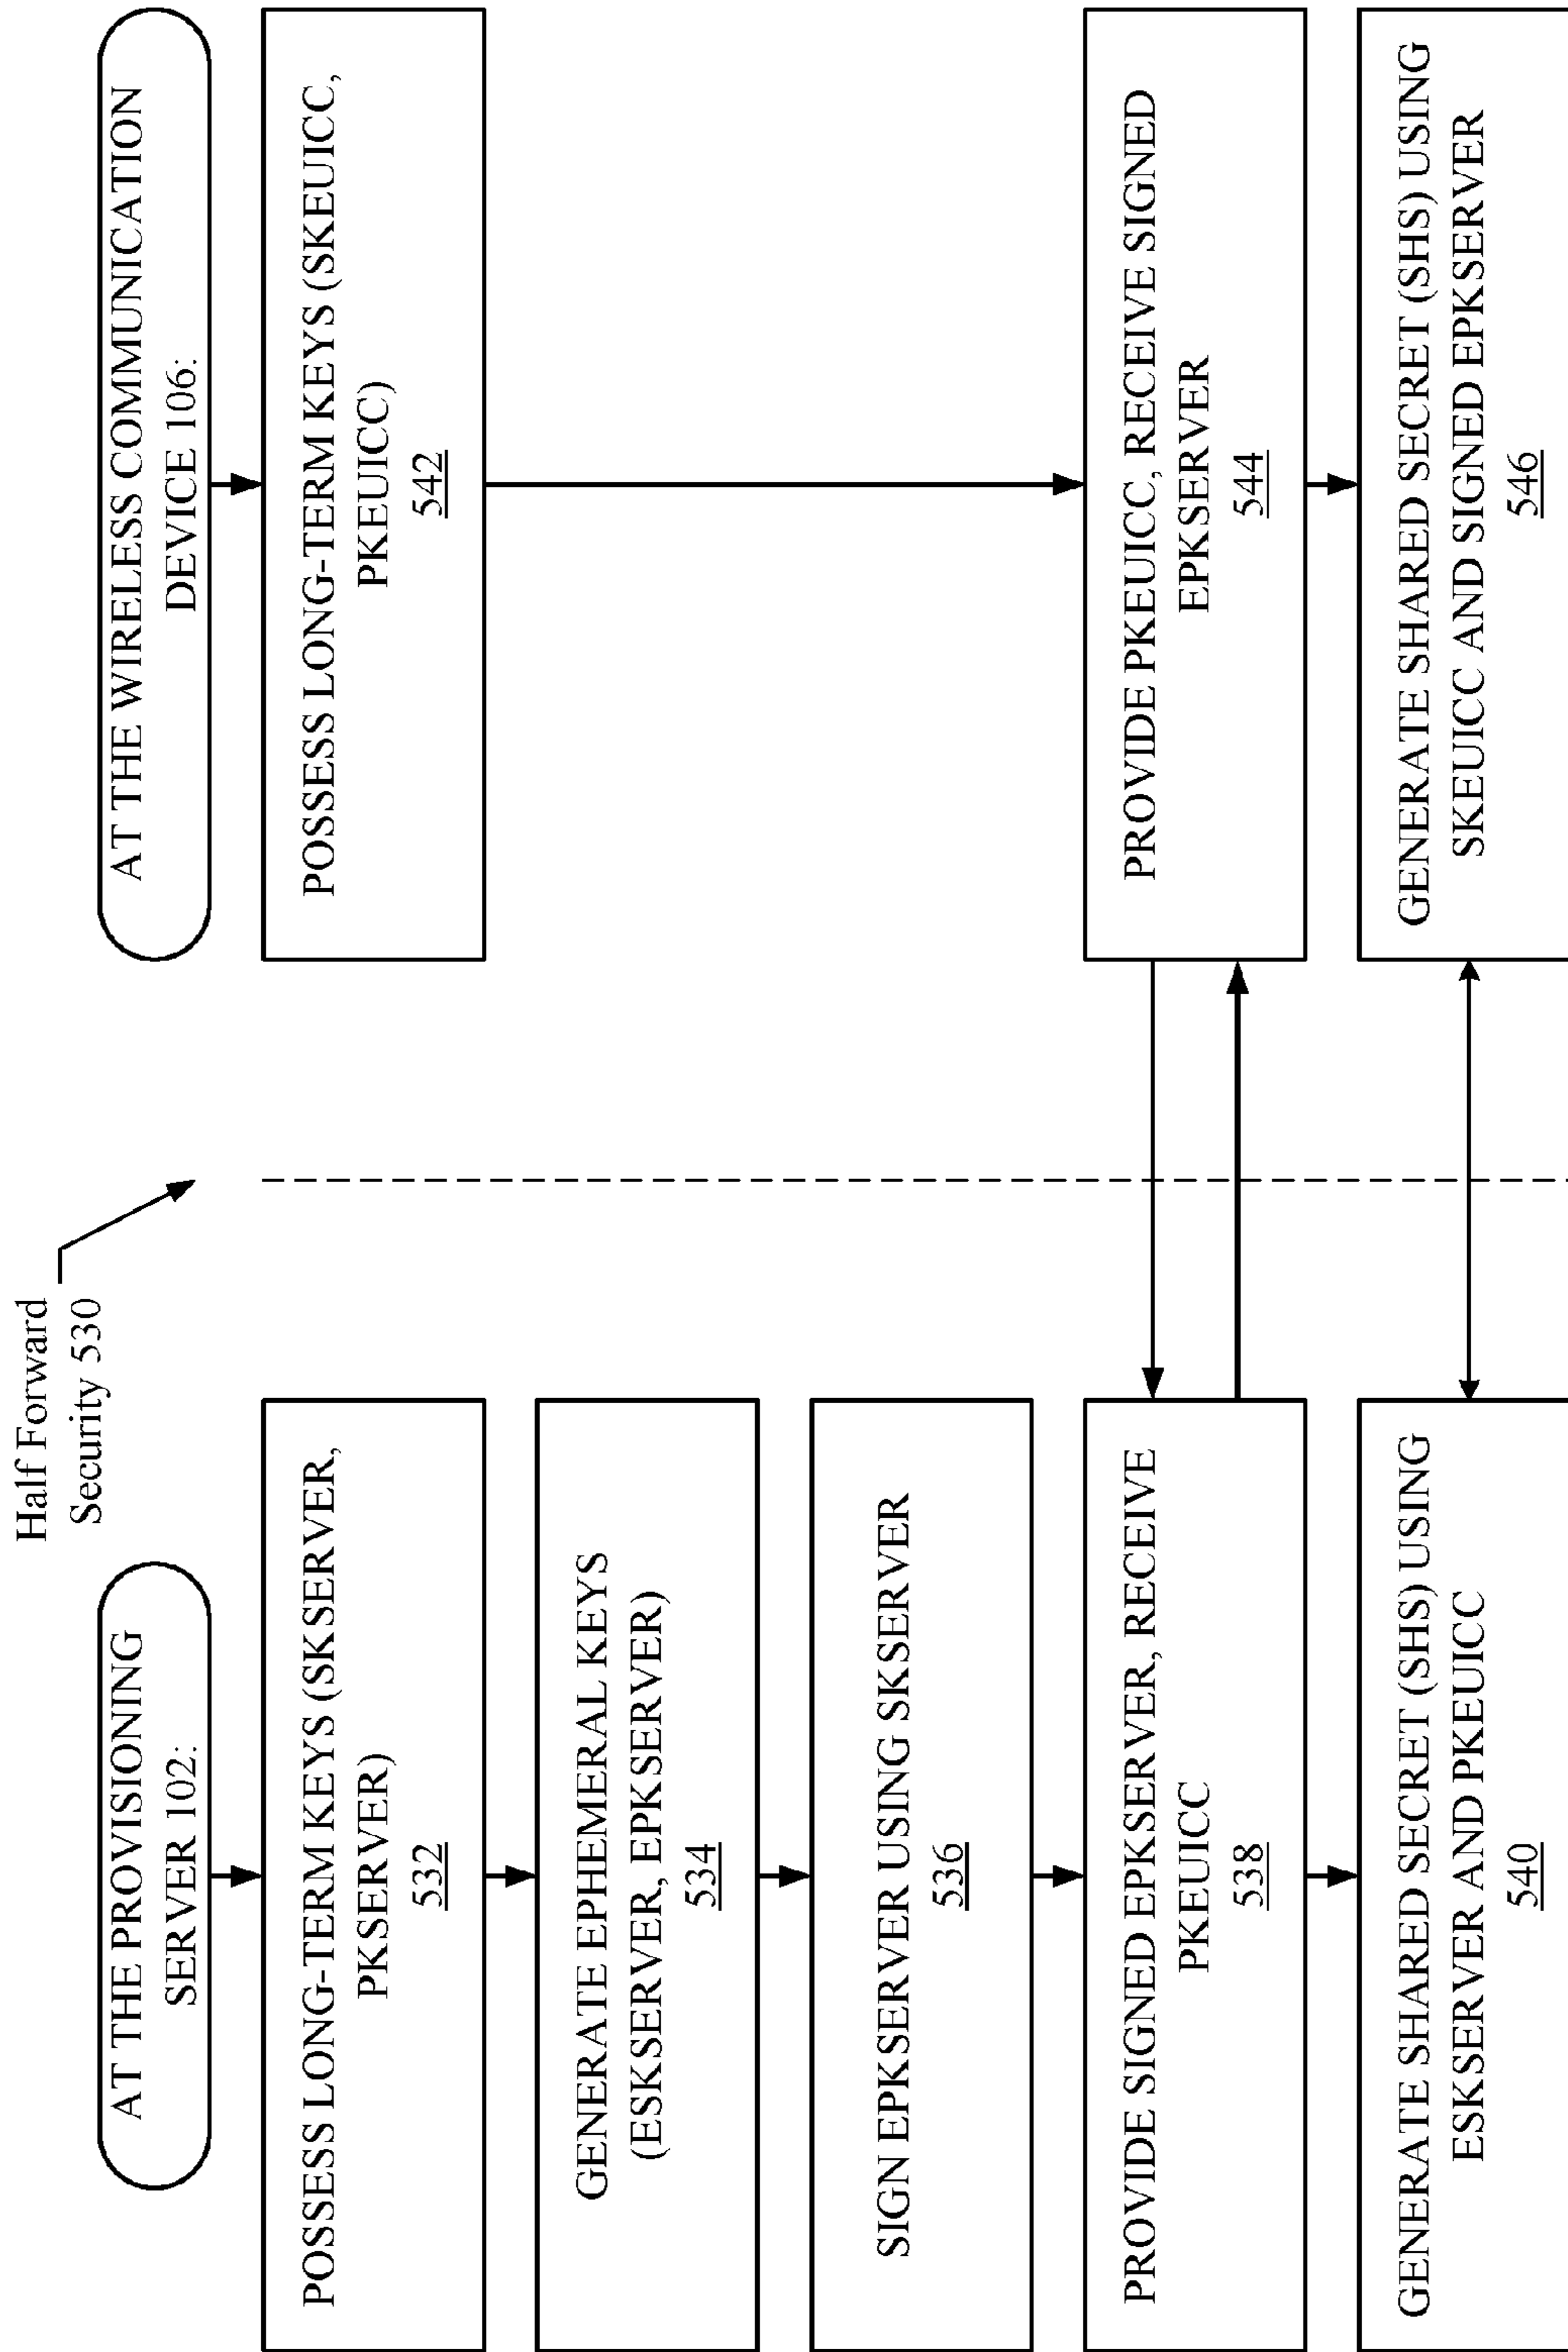 Half Forward
Security 530
AT THE PROVISIONING
SERVER 102:
POSSESS LONG-TERM KEYS (SKSERVER,
PKSERVER)
532
GENERATE EPHEMERAL KEYS
(ESKSERVER, EPKSERVER)
534
SIGN EPKSERVER USING SKSERVER
536
PROVIDE SIGNED EPKSERVER, RECEIVE
PKEUICC
538
GENERATE SHARED SECRET (SHS) USING
ESKSERVER AND PKEUICC
540
AT THE WIRELESS COMMUNICATION
DEVICE 106:
POSSESS LONG-TERM KEYS (SKEUICC,
PKEUICC)
542
PROVIDE PKEUICC, RECEIVE SIGNED
EPKSERVER
544
GENERATE SHARED SECRET (SHS) USING
SKEUICC AND SIGNED EPKSERVER
546